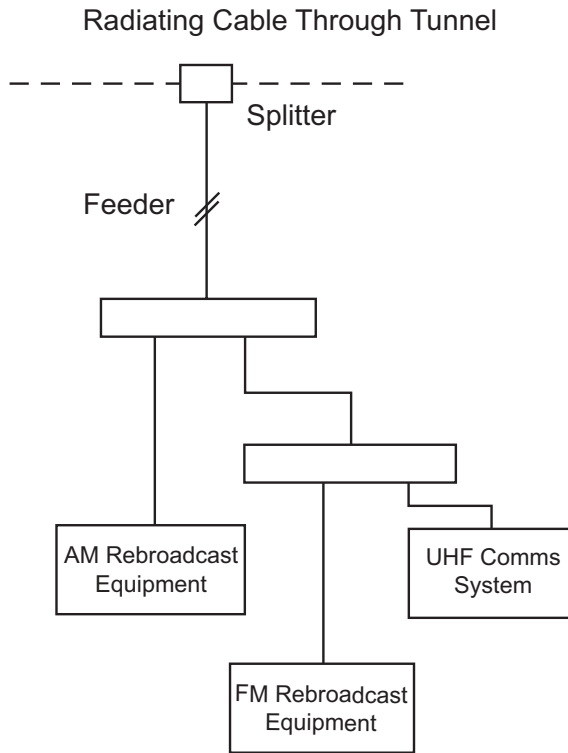 Radiating Cable Through Tunnel
Splitter
Feeder
AM Rebroadcast
Equipment
UHF Comms
System
FM Rebroadcast
Equipment